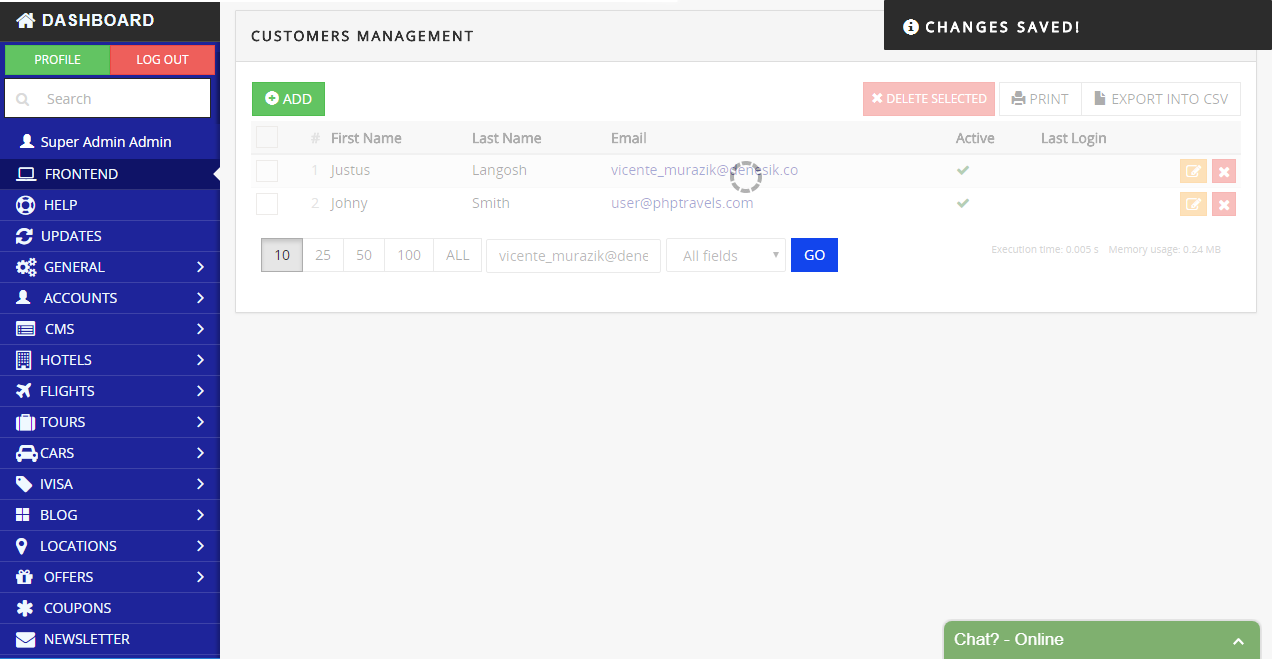 DASHBOARD
PROFILE LOG OUT
Search
Super Admin Admin
FRONTEND
HELP
UPDATES
GENERAL
ACCOUNTS
CMS
HOTELS
FLIGHTS
TOURS
CARS
IVISA
BLOG
LOCATIONS
OFFERS
COUPONS
NEWSLETTER
CUSTOMERS MANAGEMENT
CHANGES SAVED!
ADD DELETE SELECTED PRINT EXPORT INTO CSV
# First Name Last Name Email Active Last Login
1 Justus Langosh vicente_murazik@denesik.co
2 Johny Smith user@phptravels.com
10 25 50 100 ALL vicente_murazik@dene All fields GO Execution time: 0.005 s Memory usage: 0.24 MB
Chat? - Online